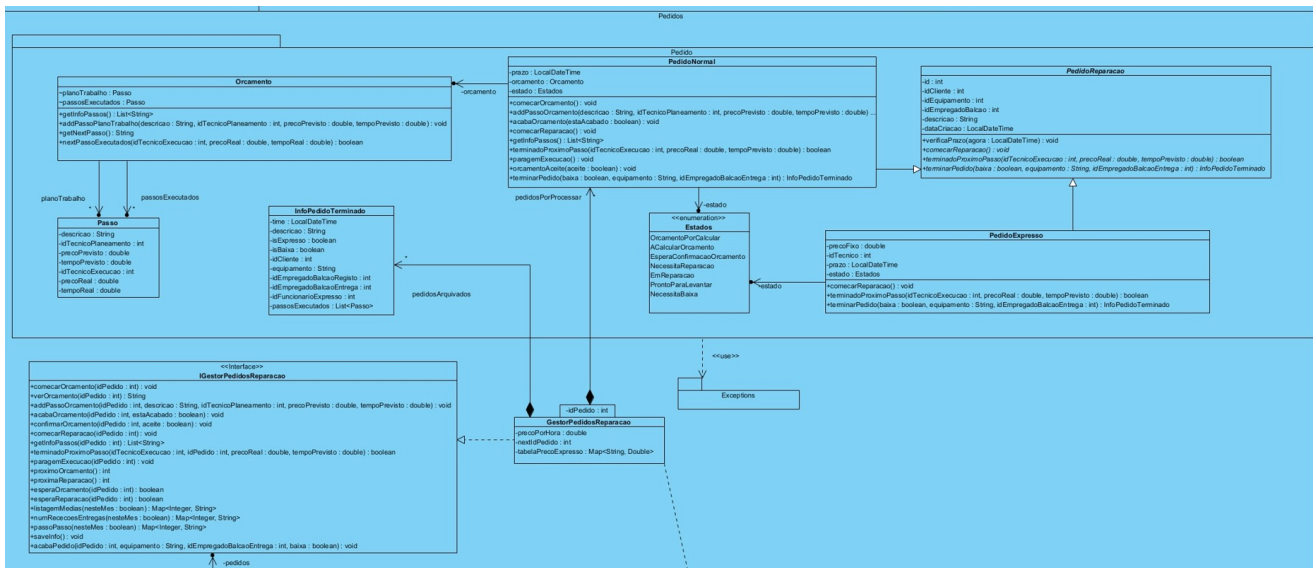 Pedidos
Pedido
Orcamento
-planoTrabalho : Passo
-passosExecutados : Passo
+getInfoPassos() : List<String>
+addPassoPlanoTrabalho(descricao : String, idTecnicoPlaneamento : int, precoPrevisto : double, tempoPrevisto : double) : void
+getNextPasso() : String
+nextPassoExecutados(idTecnicoExecucao : int, precoReal : double, tempoReal : double) : boolean
-orcamento
PedidoNormal
-prazo : LocalDateTime
-orcamento : Orcamento
-estado : Estados
+comecarOrcamento() : void
+addPassoOrcamento(descricao : String, idTecnicoPlaneamento : int, precoPrevisto : double, tempoPrevisto : double) ...
+acabaOrcamento(estaAcabado : boolean) : void
+comecarReparacao() : void
+getInfoPassos() : List<String>
+terminadoProximoPasso(idTecnicoExecucao : int, precoReal : double, tempoPrevisto : double) : boolean
+paragemExecucao() : void
+orcamentoAceite(aceite : boolean) : void
+terminarPedido(baixa : boolean, equipamento : String, idEmpregadoBalcaoEntrega : int) : InfoPedidoTerminado
PedidoReparacao
-id : int
-idCliente : int
-idEquipamento : int
-idEmpregadoBalcao : int
-descricao : String
-dataCriacao : LocalDateTime
+verificaPrazo(agora : LocalDateTime) : void
+comecarReparacao() : void
+terminadoProximoPasso(idTecnicoExecucao : int, precoReal : double, tempoPrevisto : double) : boolean
+terminarPedido(baixa : boolean, equipamento : String, idEmpregadoBalcaoEntrega : int) : InfoPedidoTerminado
planoTrabalho
*
passosExecutados
*
Passo
-descricao : String
-idTecnicoPlaneamento : int
-precoPrevisto : double
-tempoPrevisto : double
-idTecnicoExecucao : int
-precoReal : double
-tempoReal : double
InfoPedidoTerminado
-time : LocalDateTime
-descricao : String
-isExpresso : boolean
-isBaixa : boolean
-idCliente : int
-equipamento : String
-idEmpregadoBalcaoRegisto : int
-idEmpregadoBalcaoEntrega : int
-idFuncionarioExpresso : int
-passosExecutados : List<Passo>
*
pedidosArquivados
pedidosPorProcessar
-estado
<<enumeration>>
Estados
OrcamentoPorCalcular
ACalcularOrcamento
EsperaConfirmacaoOrcamento
NecessitaReparacao
EmReparacao
ProntoParaLevantar
NecessitaBaixa
-estado
PedidoExpresso
-precoFixo : double
-idTecnico : int
-prazo : LocalDateTime
-estado : Estados
+comecarReparacao() : void
+terminadoProximoPasso(idTecnicoExecucao : int, precoReal : double, tempoPrevisto : double) : boolean
+terminarPedido(baixa : boolean, equipamento : String, idEmpregadoBalcaoEntrega : int) : InfoPedidoTerminado
<<use>>
Exceptions
<<Interface>>
IGestorPedidosReparacao
+comecarOrcamento(idPedido : int) : void
+verOrcamento(idPedido : int) : String
+addPassoOrcamento(idPedido : int, descricao : String, idTecnicoPlaneamento : int, precoPrevisto : double, tempoPrevisto : double) : void
+acabaOrcamento(idPedido : int, estaAcabado : boolean) : void
+confirmarOrcamento(idPedido : int, aceite : boolean) : void
+comecarReparacao(idPedido : int) : void
+getInfoPassos(idPedido : int) : List<String>
+terminadoProximoPasso(idTecnicoExecucao : int, idPedido : int, precoReal : double, tempoPrevisto : double) : boolean
+paragemExecucao(idPedido : int) : void
+proximoOrcamento() : int
+proximaReparacao() : int
+esperaOrcamento(idPedido : int) : boolean
+esperaReparacao(idPedido : int) : boolean
+listagemMedias(nesteMes : boolean) : Map<Integer, String>
+numRececoesEntregas(nesteMes : boolean) : Map<Integer, String>
+passoPasso(nesteMes : boolean) : Map<Integer, String>
+saveInfo() : void
+acabaPedido(idPedido : int, equipamento : String, idEmpregadoBalcaoEntrega : int, baixa : boolean) : void
-idPedido : int
GestorPedidosReparacao
-precoPorHora : double
-nextIdPedido : int
-tabelaPrecoExpresso : Map<String, Double>
-pedidos